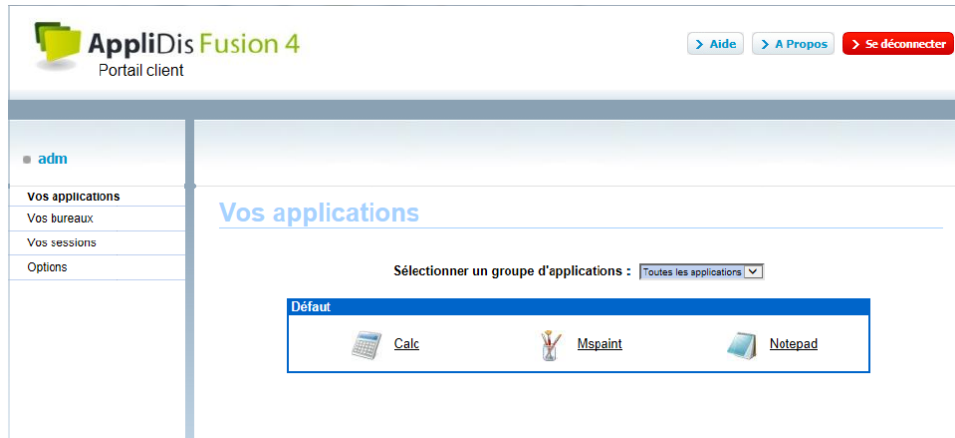 AppliDis Fusion 4
Portail client
> Aide
> A Propos
> Se déconnecter
adm
Vos applications
Vos bureaux
Vos sessions
Options
Vos applications
Sélectionner un groupe d'applications : Toutes les applications
Défaut
Calc
Mspaint
Notepad